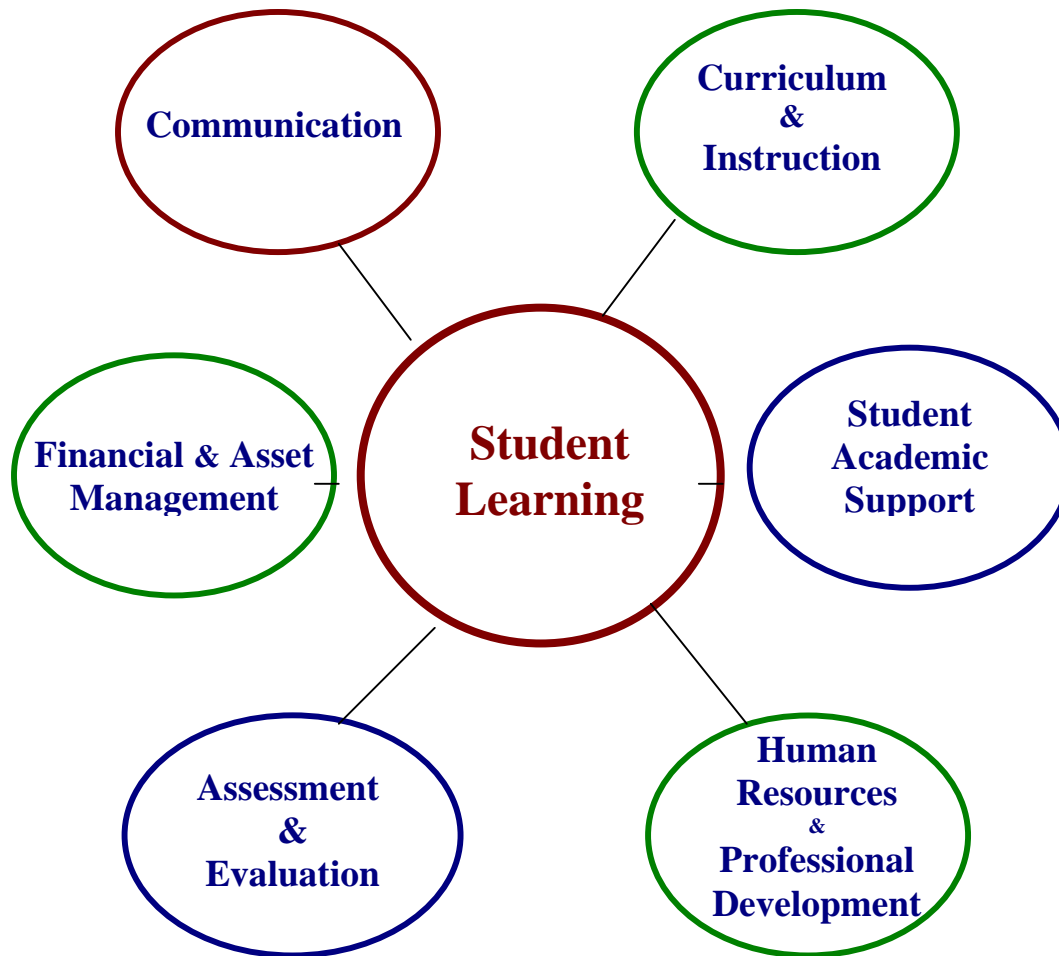 Communication
Curriculum
&
Instruction
Financial & Asset
Management
Student
Learning
Student
Academic
Support
Assessment
&
Evaluation
Human
Resources
&
Professional
Development